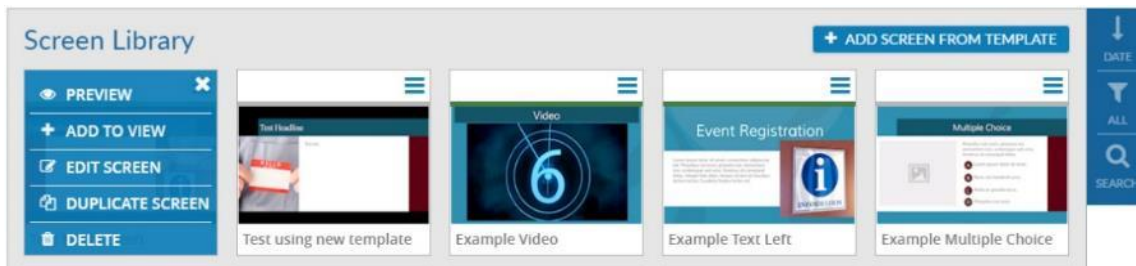 Screen Library
+ ADD SCREEN FROM TEMPLATE
DATE
ALL
SEARCH
PREVIEW
+ ADD TO VIEW
EDIT SCREEN
DUPLICATE SCREEN
DELETE
Test Headline
Test using new template
Video
6
Example Video
Event Registration
i
Example Text Left
Multiple Choice
A
B
C
D
Example Multiple Choice